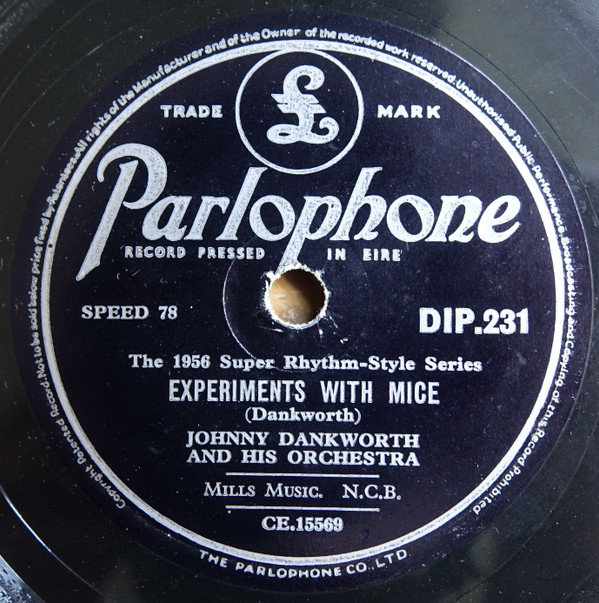 Copyright Patented Record. Not to be sold below price fixed by Patentees. All rights of the Manufacturer and of the Owner of the recorded work reserved. Unauthorised Public Performance, Broadcasting and Copying of this Record Prohibited.
£
TRADE MARK
Parlophone
RECORD PRESSED IN EIRE
SPEED 78 DIP.231
The 1956 Super Rhythm-Style Series
EXPERIMENTS WITH MICE
(Dankworth)
JOHNNY DANKWORTH
AND HIS ORCHESTRA
MILLS MUSIC. N.C.B.
CE.15569
THE PARLOPHONE CO., LTD.